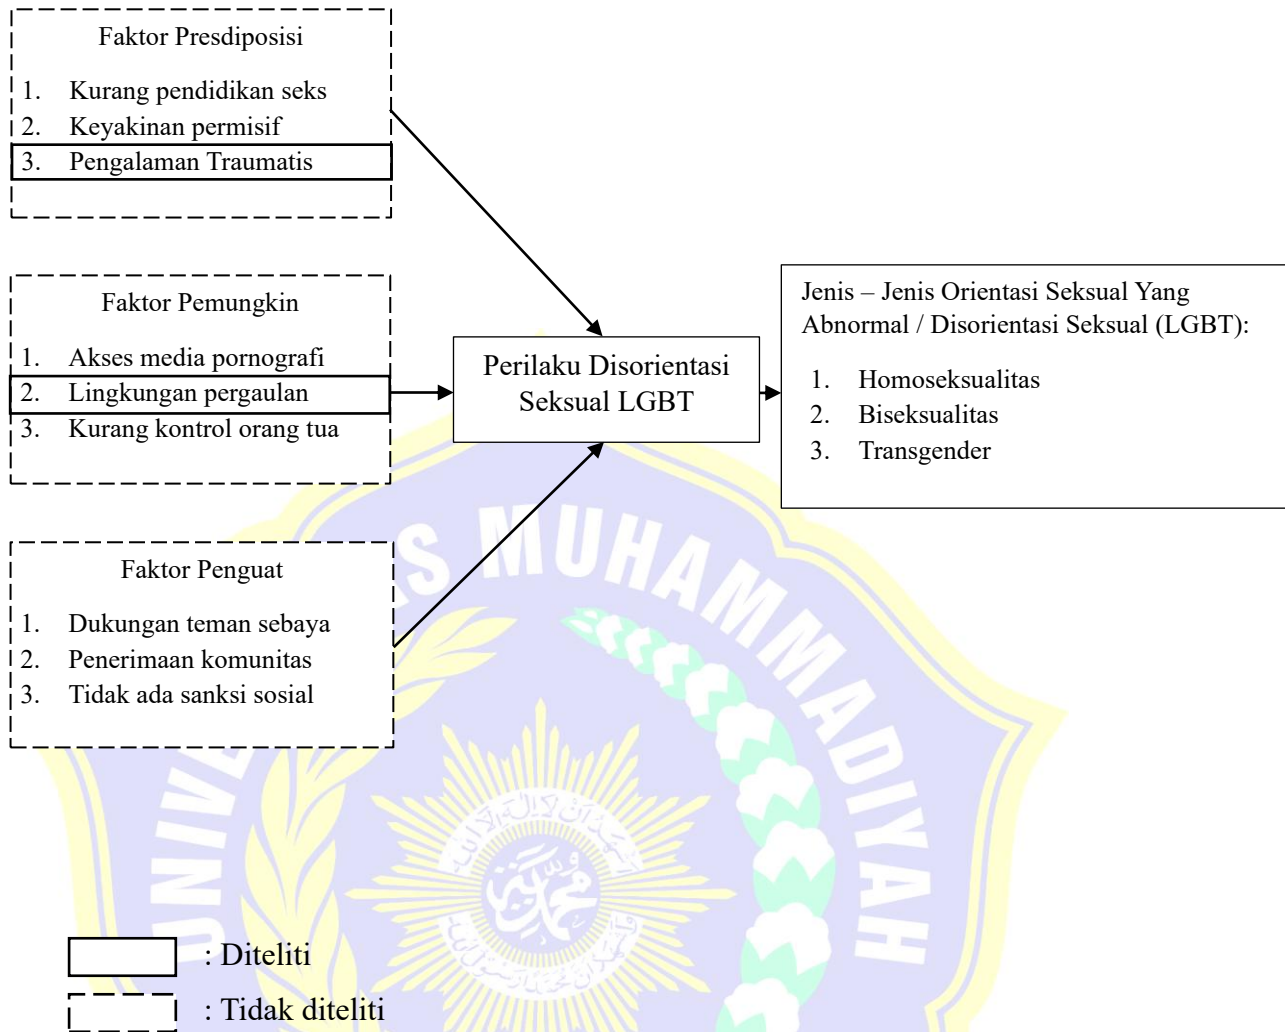 Faktor Presdiposisi
1. Kurang pendidikan seks
2. Keyakinan permisif
3. Pengalaman Traumatis
Faktor Pemungkin
1. Akses media pornografi
2. Lingkungan pergaulan
3. Kurang kontrol orang tua
Faktor Penguat
1. Dukungan teman sebaya
2. Penerimaan komunitas
3. Tidak ada sanksi sosial
Perilaku Disorientasi
Seksual LGBT
Jenis – Jenis Orientasi Seksual Yang
Abnormal / Disorientasi Seksual (LGBT):
1. Homoseksualitas
2. Biseksualitas
3. Transgender
MUHAMMADIYAH
: Diteliti
: Tidak diteliti